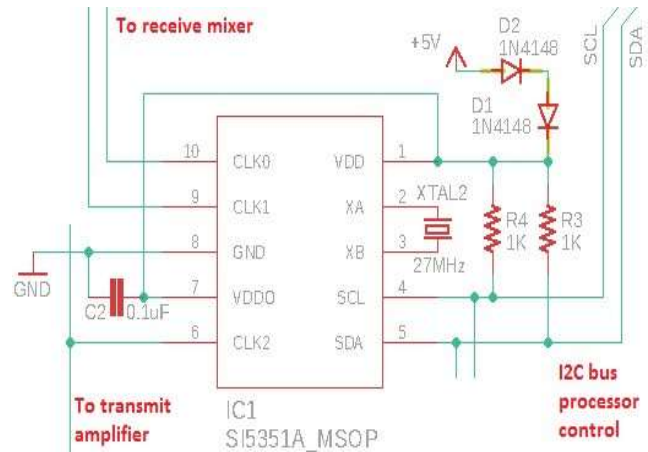 To receive mixer
SCL
SDA
D2
1N4148
+5V
D1
1N4148
10 CLK0 VDD 1
9 CLK1 XA 2
XTAL2
8 GND XB 3
27MHz
R4
1K
R3
1K
GND
7 VDDO SCL 4
C2 0.1uF
6 CLK2 SDA 5
To transmit
amplifier
IC1
SI5351A_MSOP
I2C bus
processor
control